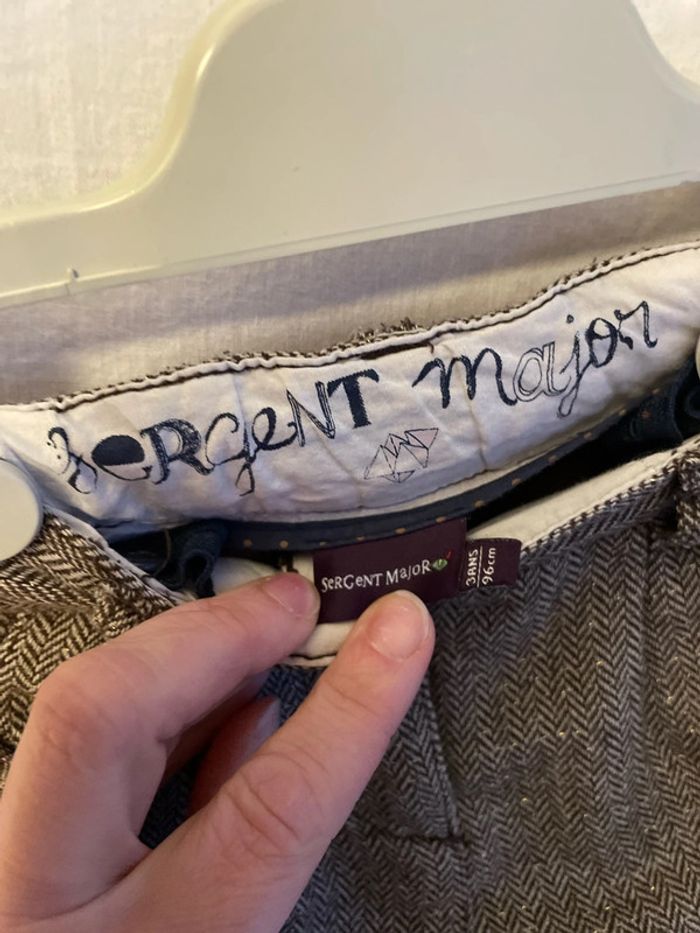 SeRGeNT major
SeRGeNT MaJoR
3ANS
96cm